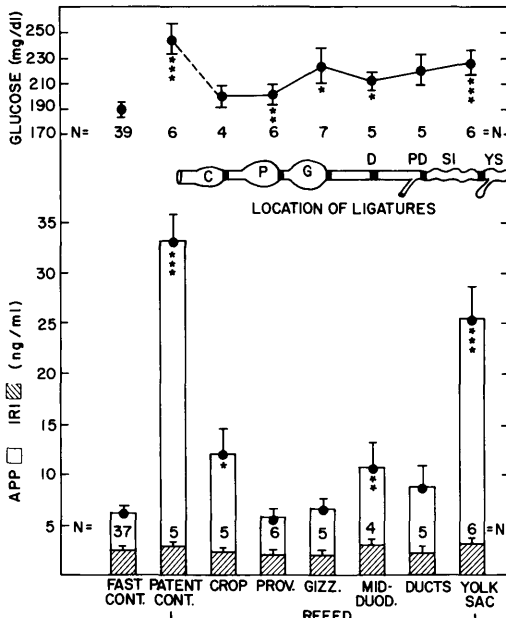 GLUCOSE (mg/dl)
250
230
210
190
170
N= 39 6 4 6 7 5 5 6 =N
*** ** * * ***
C P G D PD SI YS
LOCATION OF LIGATURES
APP IRI (ng/ml)
35
30
25
20
15
10
5
*** * ** ***
N= 37 5 5 6 5 4 5 6 =N
FAST CONT.
PATENT CONT.
CROP
PROV.
GIZZ.
MID-DUOD.
DUCTS
YOLK SAC
REFED